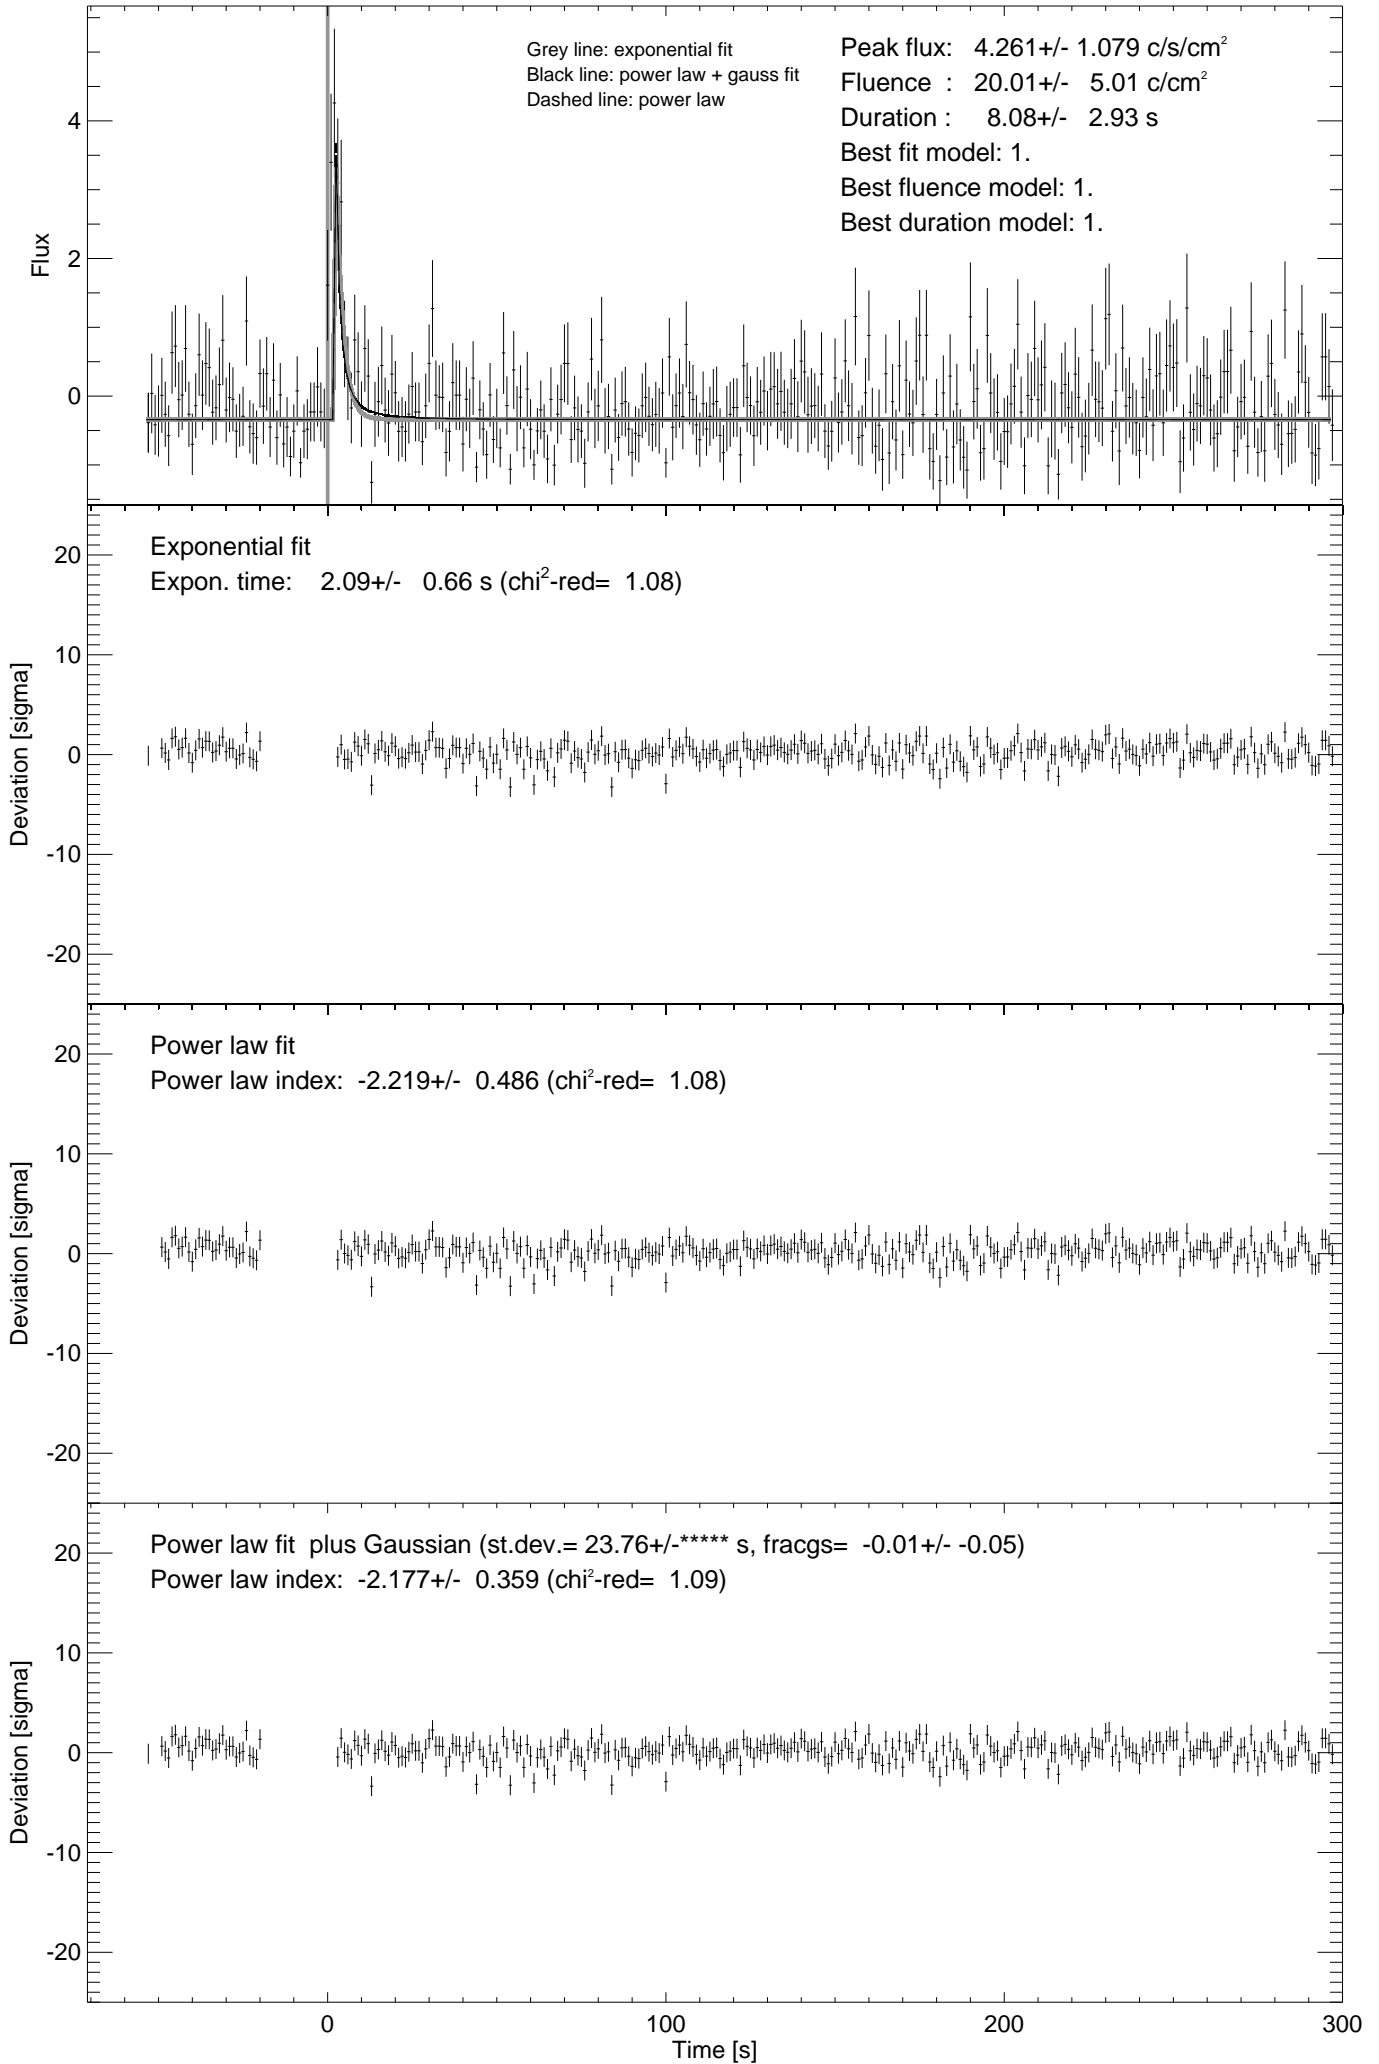 Grey line: exponential fit
Black line: power law + gauss fit
Dashed line: power law
Peak flux: 4.261+/- 1.079 c/s/cm²
Fluence : 20.01+/- 5.01 c/cm²
Duration : 8.08+/- 2.93 s
Best fit model: 1.
Best fluence model: 1.
Best duration model: 1.
Flux
4
2
0
Exponential fit
Expon. time: 2.09+/- 0.66 s (chi²-red= 1.08)
Deviation [sigma]
20
10
0
-10
-20
Power law fit
Power law index: -2.219+/- 0.486 (chi²-red= 1.08)
Deviation [sigma]
20
10
0
-10
-20
Power law fit plus Gaussian (st.dev.= 23.76+/-***** s, fracgs= -0.01+/- -0.05)
Power law index: -2.177+/- 0.359 (chi²-red= 1.09)
Deviation [sigma]
20
10
0
-10
-20
0 100 200 300
Time [s]